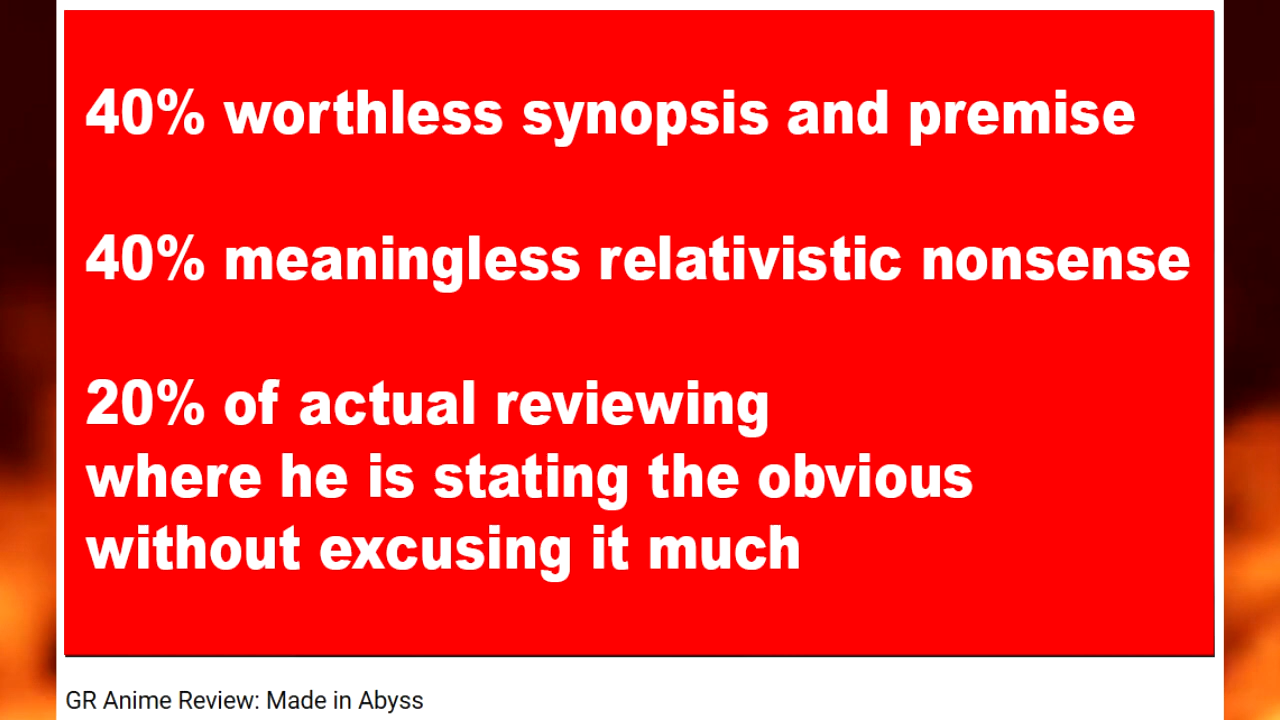 40% worthless synopsis and premise
40% meaningless relativistic nonsense
20% of actual reviewing
where he is stating the obvious
without excusing it much
GR Anime Review: Made in Abyss